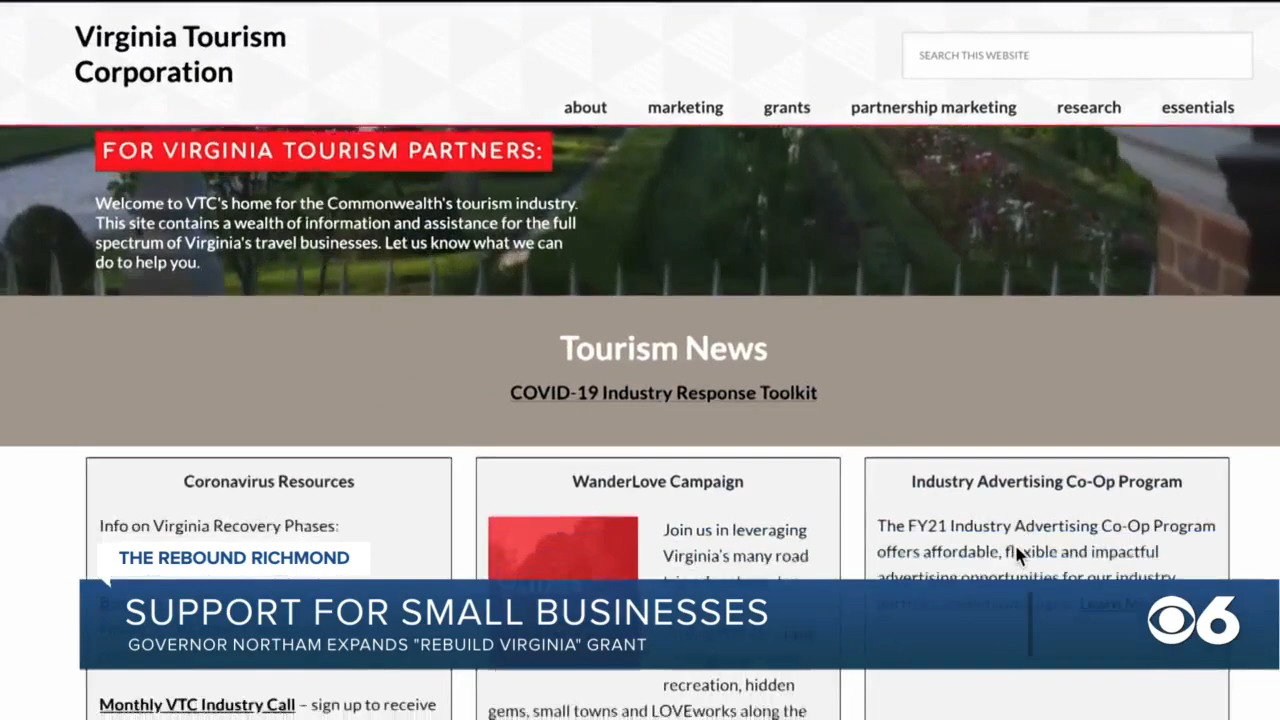 Virginia Tourism
Corporation
SEARCH THIS WEBSITE
about marketing grants partnership marketing research essentials
FOR VIRGINIA TOURISM PARTNERS:
Welcome to VTC's home for the Commonwealth's tourism industry.
This site contains a wealth of information and assistance for the full
spectrum of Virginia's travel businesses. Let us know what we can
do to help you.
Tourism News
COVID-19 Industry Response Toolkit
Coronavirus Resources
Info on Virginia Recovery Phases:
WanderLove Campaign
Join us in leveraging
Virginia's many road
recreation, hidden
gems, small towns and LOVEworks along the
Industry Advertising Co-Op Program
The FY21 Industry Advertising Co-Op Program
offers affordable, flexible and impactful
advertising opportunities for our industry
THE REBOUND RICHMOND
SUPPORT FOR SMALL BUSINESSES
GOVERNOR NORTHAM EXPANDS "REBUILD VIRGINIA" GRANT
6
Monthly VTC Industry Call – sign up to receive